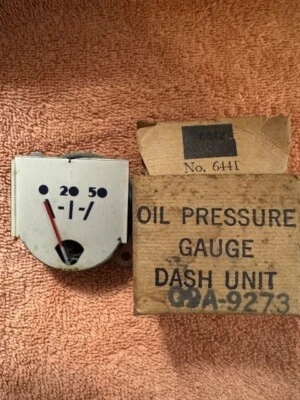 0 20 50
No. 6441
OIL PRESSURE
GAUGE
DASH UNIT
09A-9273